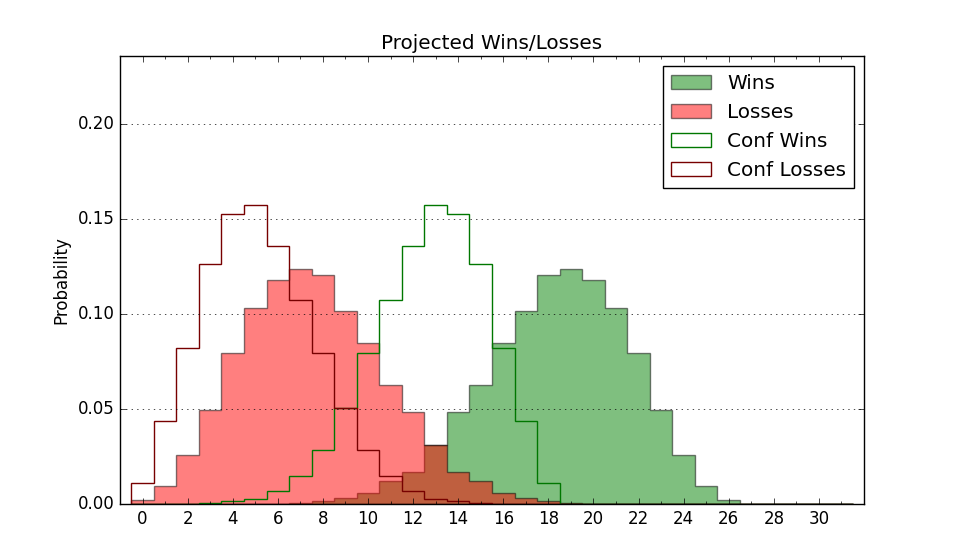 Projected Wins/Losses
Wins
Losses
Conf Wins
Conf Losses
Probability
0.20
0.15
0.10
0.05
0.00
0 2 4 6 8 10 12 14 16 18 20 22 24 26 28 30